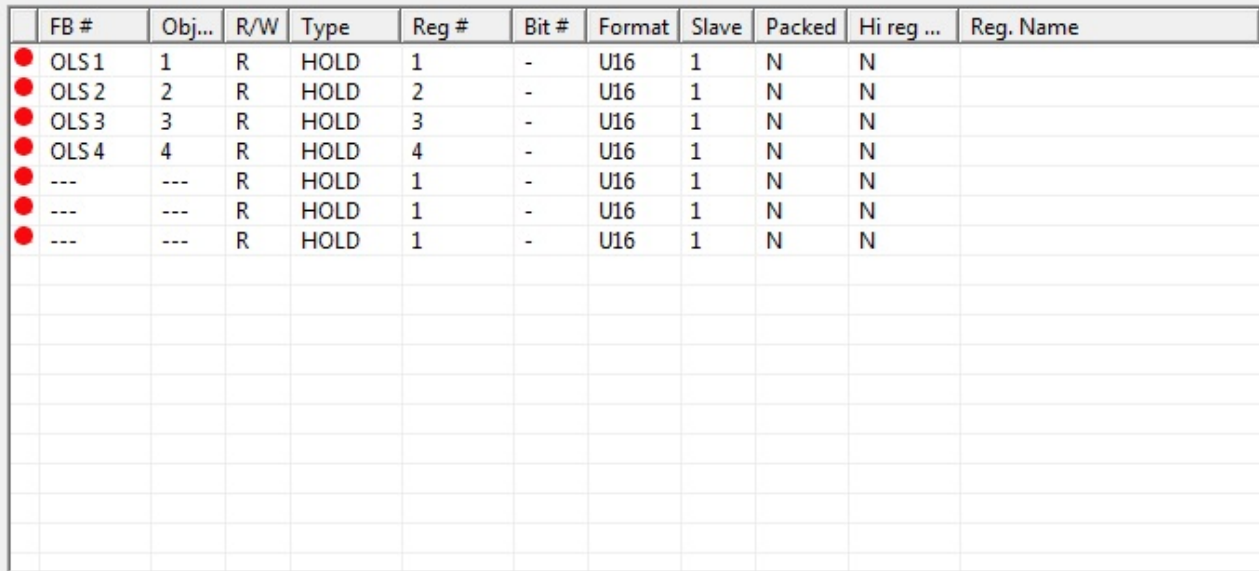 FB # Obj... R/W Type Reg # Bit # Format Slave Packed Hi reg ... Reg. Name
OLS 1 1 R HOLD 1 - U16 1 N N
OLS 2 2 R HOLD 2 - U16 1 N N
OLS 3 3 R HOLD 3 - U16 1 N N
OLS 4 4 R HOLD 4 - U16 1 N N
--- --- R HOLD 1 - U16 1 N N
--- --- R HOLD 1 - U16 1 N N
--- --- R HOLD 1 - U16 1 N N